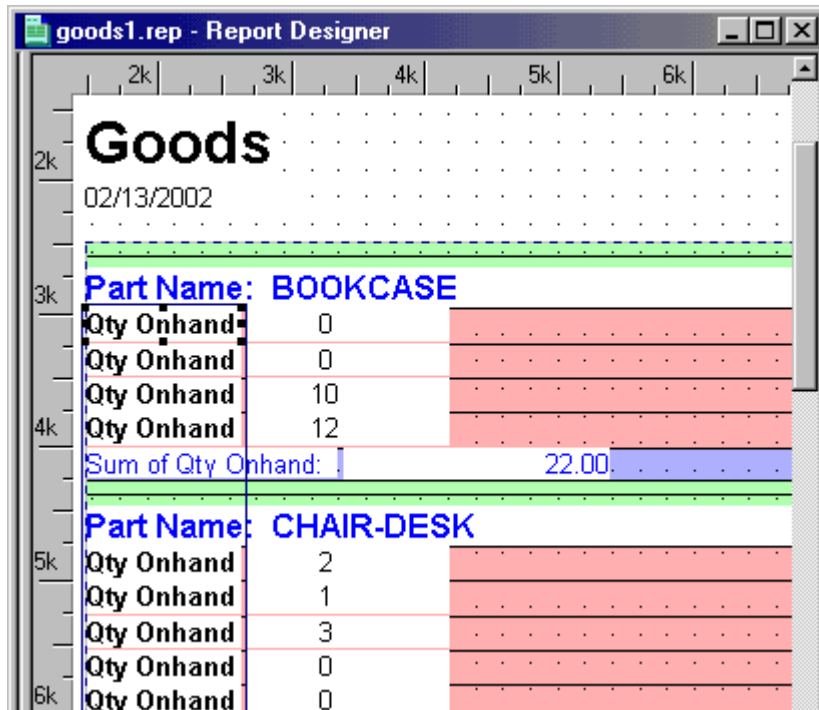 goods1.rep - Report Designer
2k 3k 4k 5k 6k
Goods
2k
02/13/2002
Part Name: BOOKCASE
3k
Qty Onhand 0
Qty Onhand 0
Qty Onhand 10
4k Qty Onhand 12
Sum of Qty Onhand: 22.00
Part Name: CHAIR-DESK
5k Qty Onhand 2
Qty Onhand 1
Qty Onhand 3
Qty Onhand 0
6k Qty Onhand 0